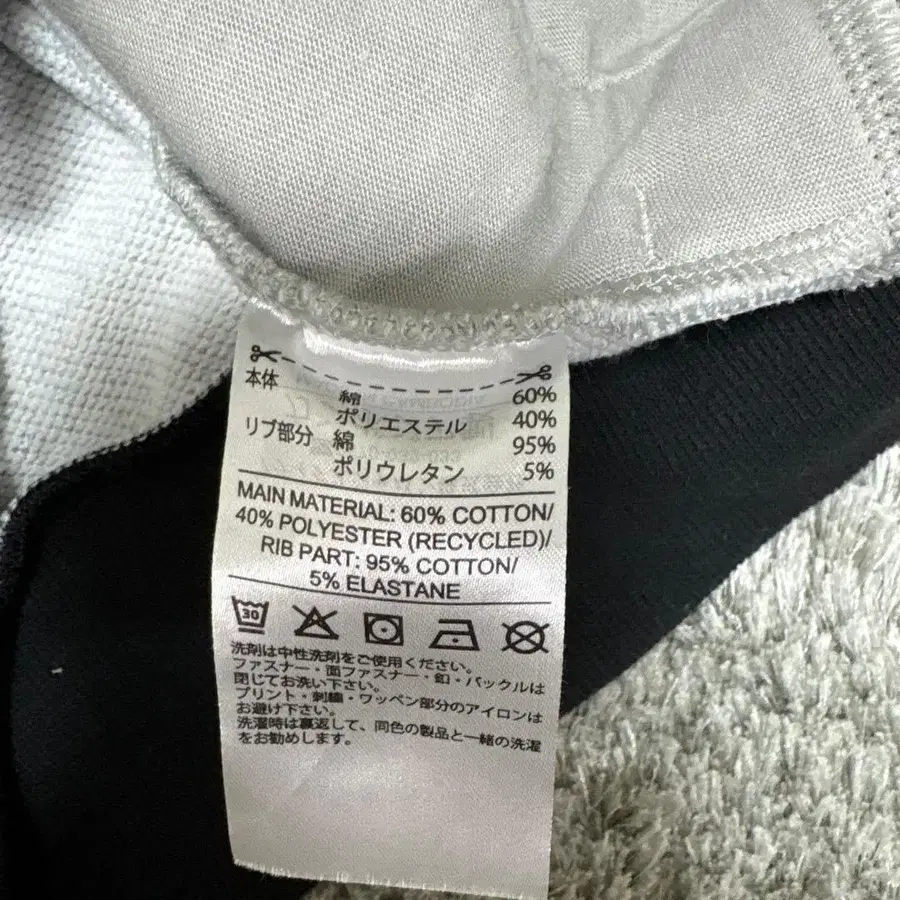 本体 綿 60%
ポリエステル 40%
リブ部分 綿 95%
ポリウレタン 5%
MAIN MATERIAL: 60% COTTON/
40% POLYESTER (RECYCLED)/
RIB PART: 95% COTTON/
5% ELASTANE
30
洗剤は中性洗剤をご使用ください。
ファスナー・面ファスナー・釦・バックルは
閉じてお洗い下さい。
プリント・刺繍・ワッペン部分のアイロンは
お避け下さい。
洗濯時は裏返して、同色の製品と一緒の洗濯
をお勧めします。